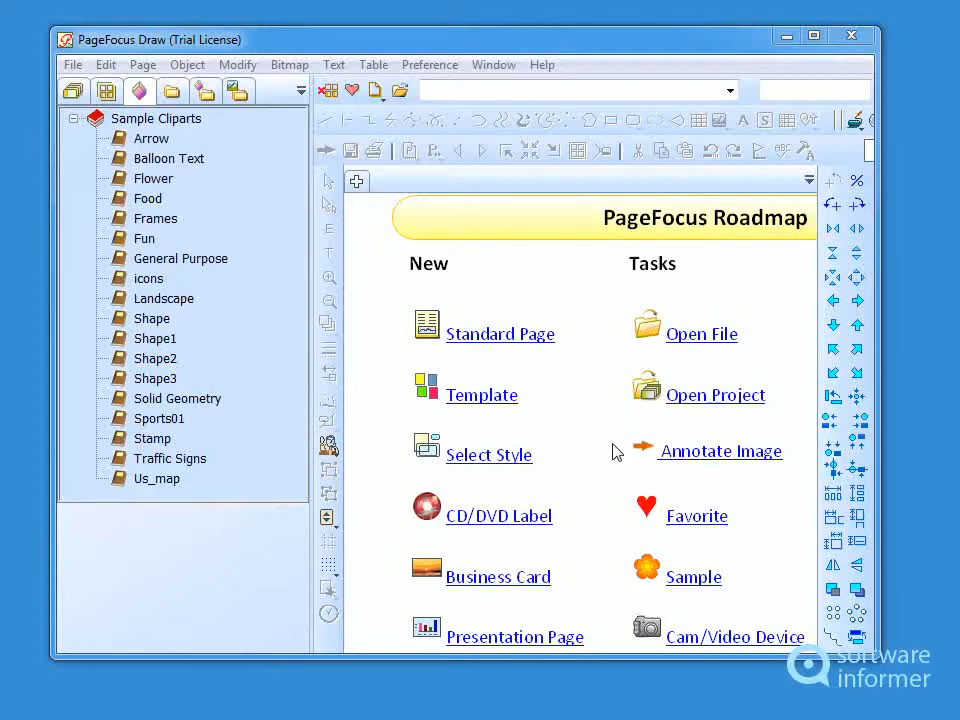 PageFocus Draw (Trial License)
File Edit Page Object Modify Bitmap Text Table Preference Window Help
Sample Cliparts
Arrow
Balloon Text
Flower
Food
Frames
Fun
General Purpose
icons
Landscape
Shape
Shape1
Shape2
Shape3
Solid Geometry
Sports01
Stamp
Traffic Signs
Us_map
PageFocus Roadmap
New Tasks
Standard Page Open File
Template Open Project
Select Style Annotate Image
CD/DVD Label Favorite
Business Card Sample
Presentation Page Cam/Video Device
software
informer